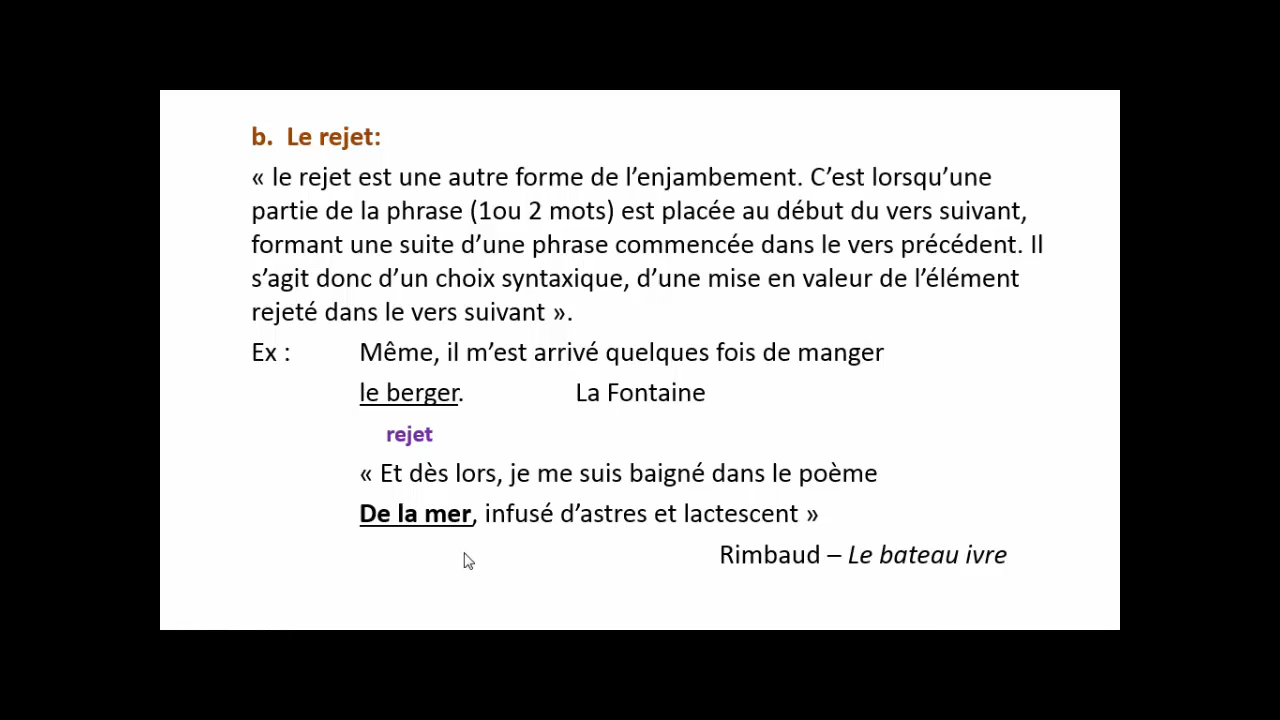 b. Le rejet:
« le rejet est une autre forme de l’enjambement. C’est lorsqu’une
partie de la phrase (1ou 2 mots) est placée au début du vers suivant,
formant une suite d’une phrase commencée dans le vers précédent. Il
s’agit donc d’un choix syntaxique, d’une mise en valeur de l’élément
rejeté dans le vers suivant ».
Ex : Même, il m’est arrivé quelques fois de manger
le berger. La Fontaine
rejet
« Et dès lors, je me suis baigné dans le poème
De la mer, infusé d’astres et lactescent »
Rimbaud – Le bateau ivre